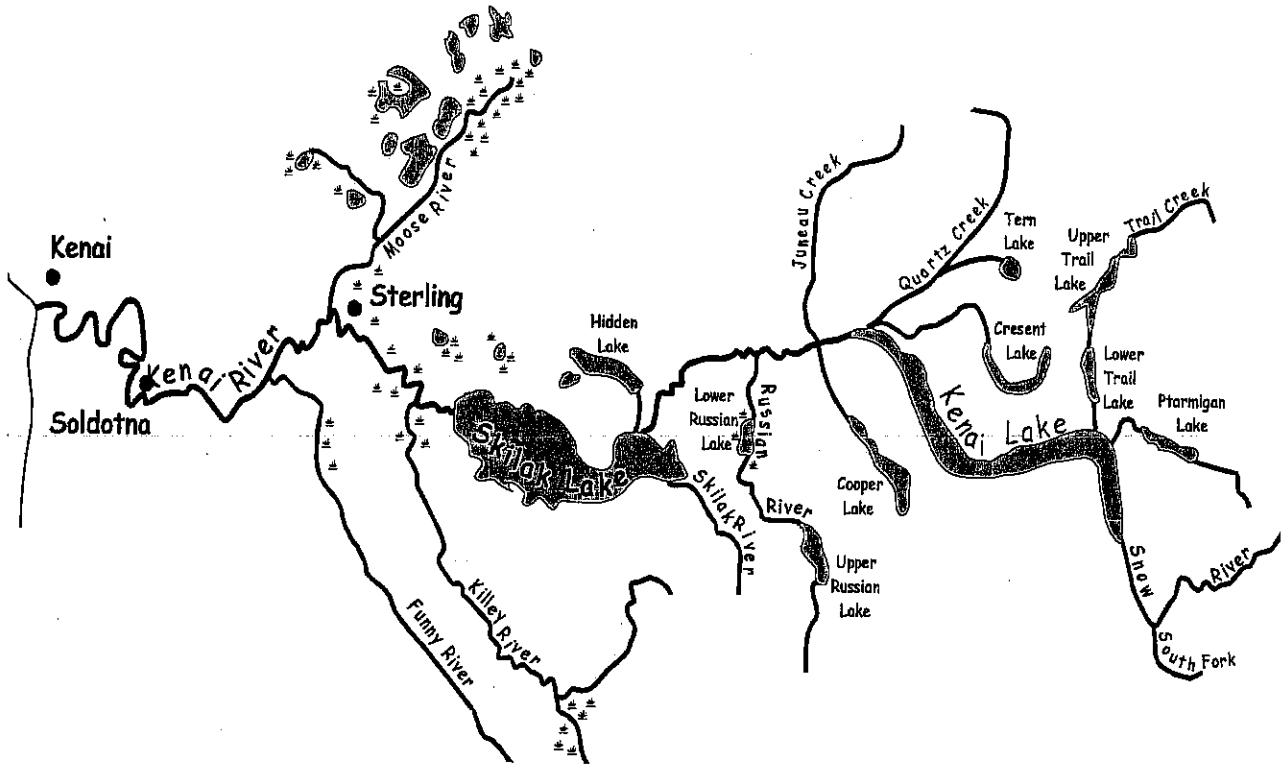 Kenai
Soldotna
Kenai River
Moose River
Sterling
Funny River
Killey River
Hidden
Lake
Skilak Lake
Skilak River
Lower
Russian
Lake
Russian
River
Upper
Russian
Lake
Juneau Creek
Cooper
Lake
Quartz Creek
Tern
Lake
Cresent
Lake
Kenai Lake
Upper
Trail
Lake
Trail Creek
Lower
Trail
Lake
Ptarmigan
Lake
Snow
River
South Fork